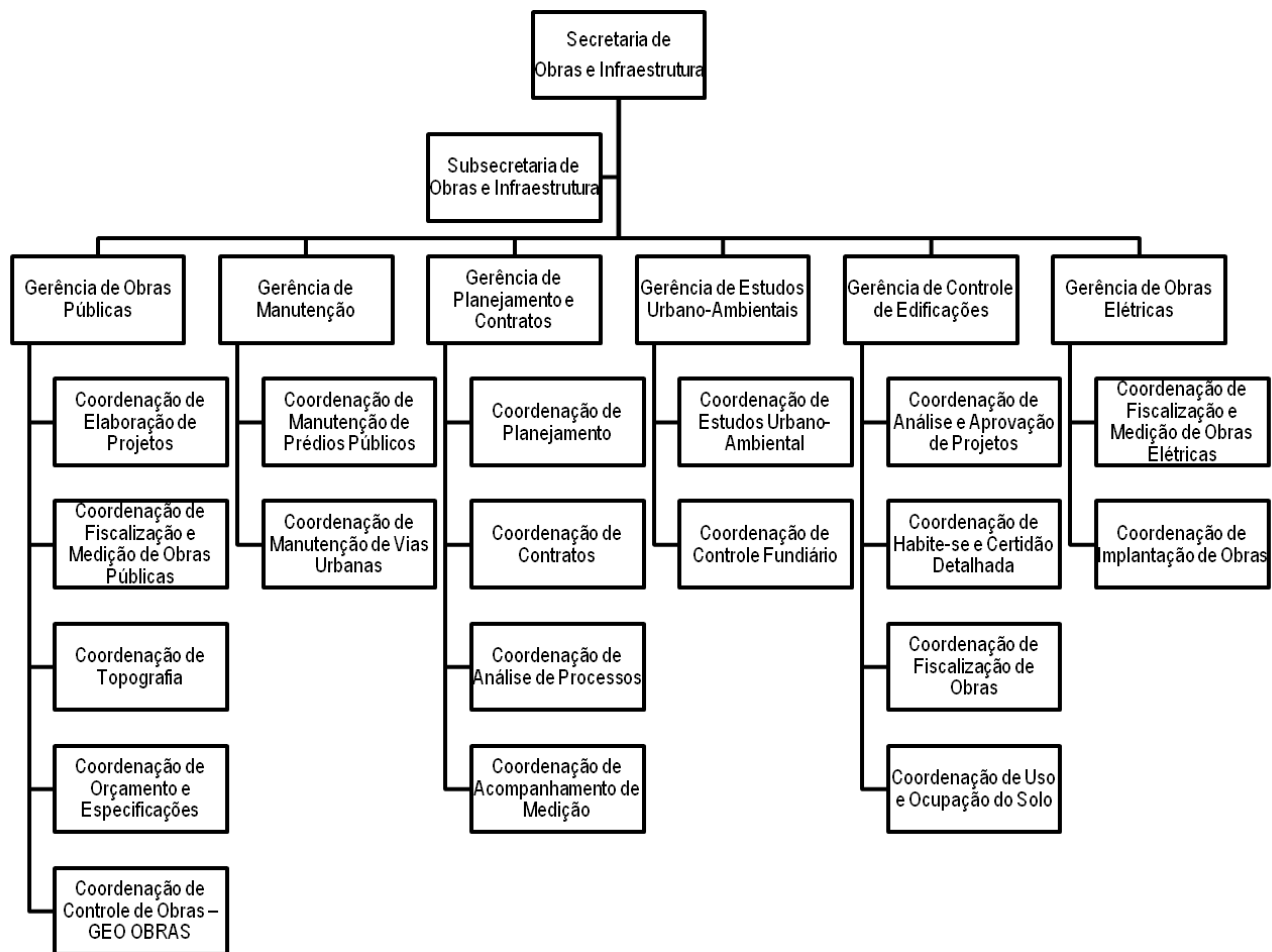 Secretaria de
Obras e Infraestrutura
Subsecretaria de
Obras e Infraestrutura
Gerência de Obras
Públicas
Gerência de
Manutenção
Gerência de
Planejamento e
Contratos
Gerência de Estudos
Urbano-Ambientais
Gerência de Controle
de Edificações
Gerência de Obras
Elétricas
Coordenação de
Elaboração de
Projetos
Coordenação de
Manutenção de
Prédios Públicos
Coordenação de
Planejamento
Coordenação de
Estudos Urbano-
Ambiental
Coordenação de
Análise e Aprovação
de Projetos
Coordenação de
Fiscalização e
Medição de Obras
Elétricas
Coordenação de
Fiscalização e
Medição de Obras
Públicas
Coordenação de
Manutenção de Vias
Urbanas
Coordenação de
Contratos
Coordenação de
Controle Fundiário
Coordenação de
Habite-se e Certidão
Detalhada
Coordenação de
Implantação de Obras
Coordenação de
Topografia
Coordenação de
Análise de Processos
Coordenação de
Fiscalização de
Obras
Coordenação de
Orçamento e
Especificações
Coordenação de
Acompanhamento de
Medição
Coordenação de Uso
e Ocupação do Solo
Coordenação de
Controle de Obras –
GEO OBRAS